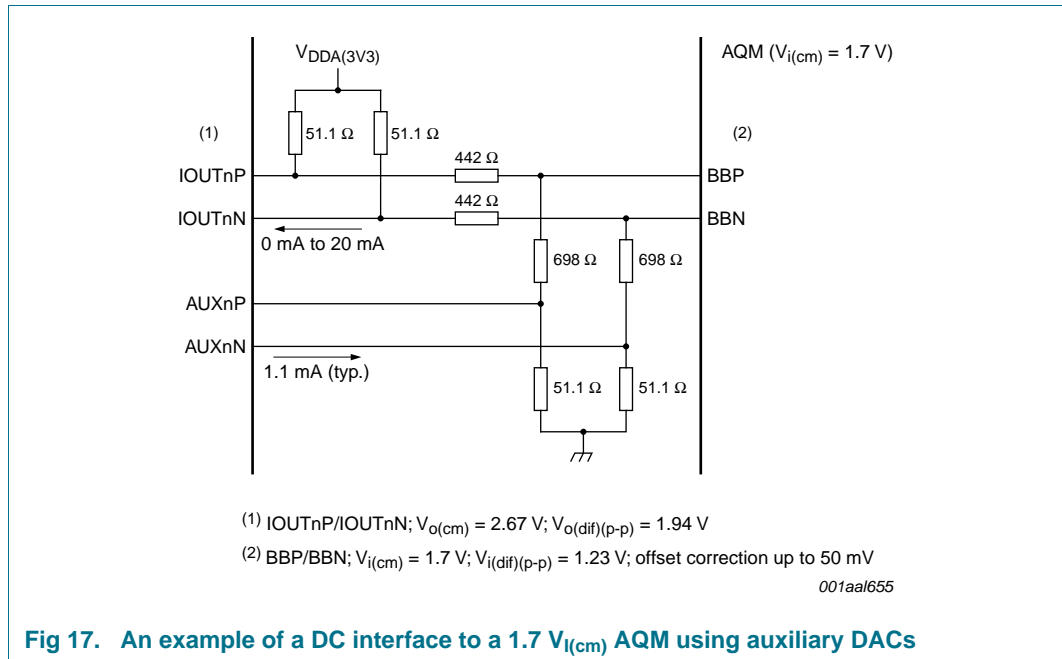 VDDA(3V3)
AQM (Vi(cm) = 1.7 V)
(1)
51.1 Ω
51.1 Ω
(2)
442 Ω
IOUTnP
BBP
442 Ω
IOUTnN
BBN
0 mA to 20 mA
698 Ω
698 Ω
AUXnP
AUXnN
1.1 mA (typ.)
51.1 Ω
51.1 Ω
(1) IOUTnP/IOUTnN; Vo(cm) = 2.67 V; Vo(dif)(p-p) = 1.94 V
(2) BBP/BBN; Vi(cm) = 1.7 V; Vi(dif)(p-p) = 1.23 V; offset correction up to 50 mV
001aal655
Fig 17. An example of a DC interface to a 1.7 VI(cm) AQM using auxiliary DACs